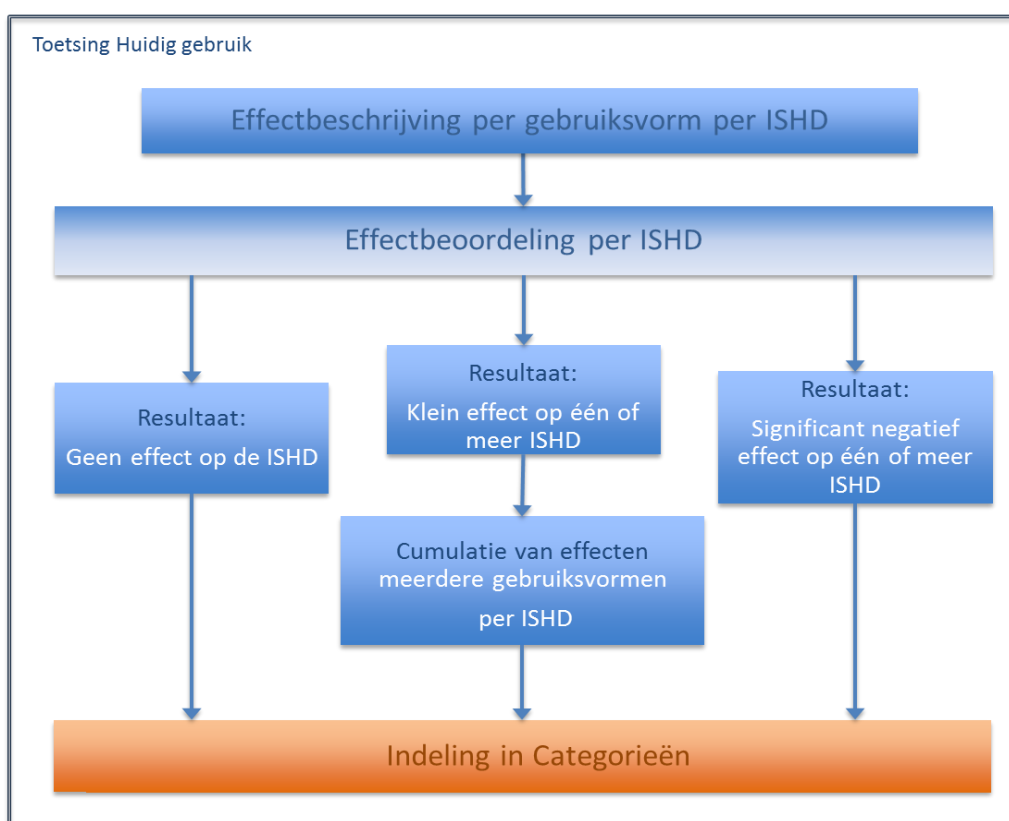 Toetsing Huidig gebruik
Effectbeschrijving per gebruiksvorm per ISHD
Effectbeoordeling per ISHD
Resultaat:
Geen effect op de ISHD
Resultaat:
Klein effect op één of
meer ISHD
Resultaat:
Significant negatief
effect op één of meer
ISHD
Cumulatie van effecten
meerdere gebruiksvormen
per ISHD
Indeling in Categorieën